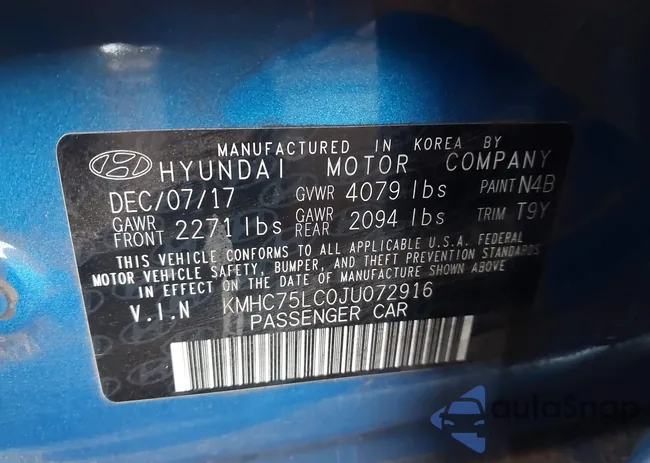 MANUFACTURED IN KOREA BY
HYUNDAI MOTOR COMPANY
DEC/07/17 GVWR 4079 lbs PAINT N4B
GAWR FRONT 2271 lbs GAWR REAR 2094 lbs TRIM T9Y
THIS VEHICLE CONFORMS TO ALL APPLICABLE U.S.A. FEDERAL
MOTOR VEHICLE SAFETY, BUMPER, AND THEFT PREVENTION STANDARDS
IN EFFECT ON THE DATE OF MANUFACTURE SHOWN ABOVE
V.I.N KMHC75LC0JU072916
PASSENGER CAR
autoSnap